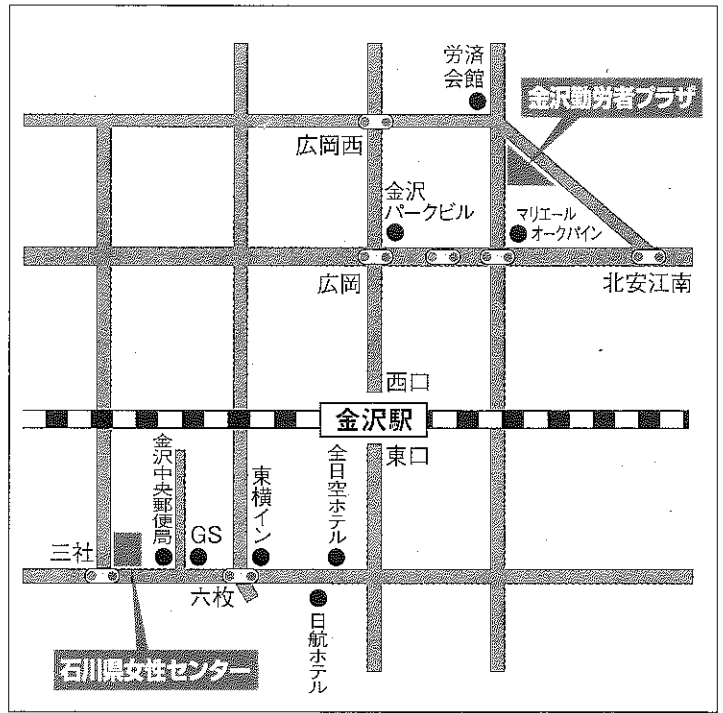 労済
会館
金沢勤労者プラザ
広岡西
金沢
パークビル
マリエール
オークパイン
広岡
北安江南
西口
金沢駅
東口
金沢中央郵便局
GS
東横イン
全日空ホテル
三社
六枚
日航ホテル
石川県女性センター